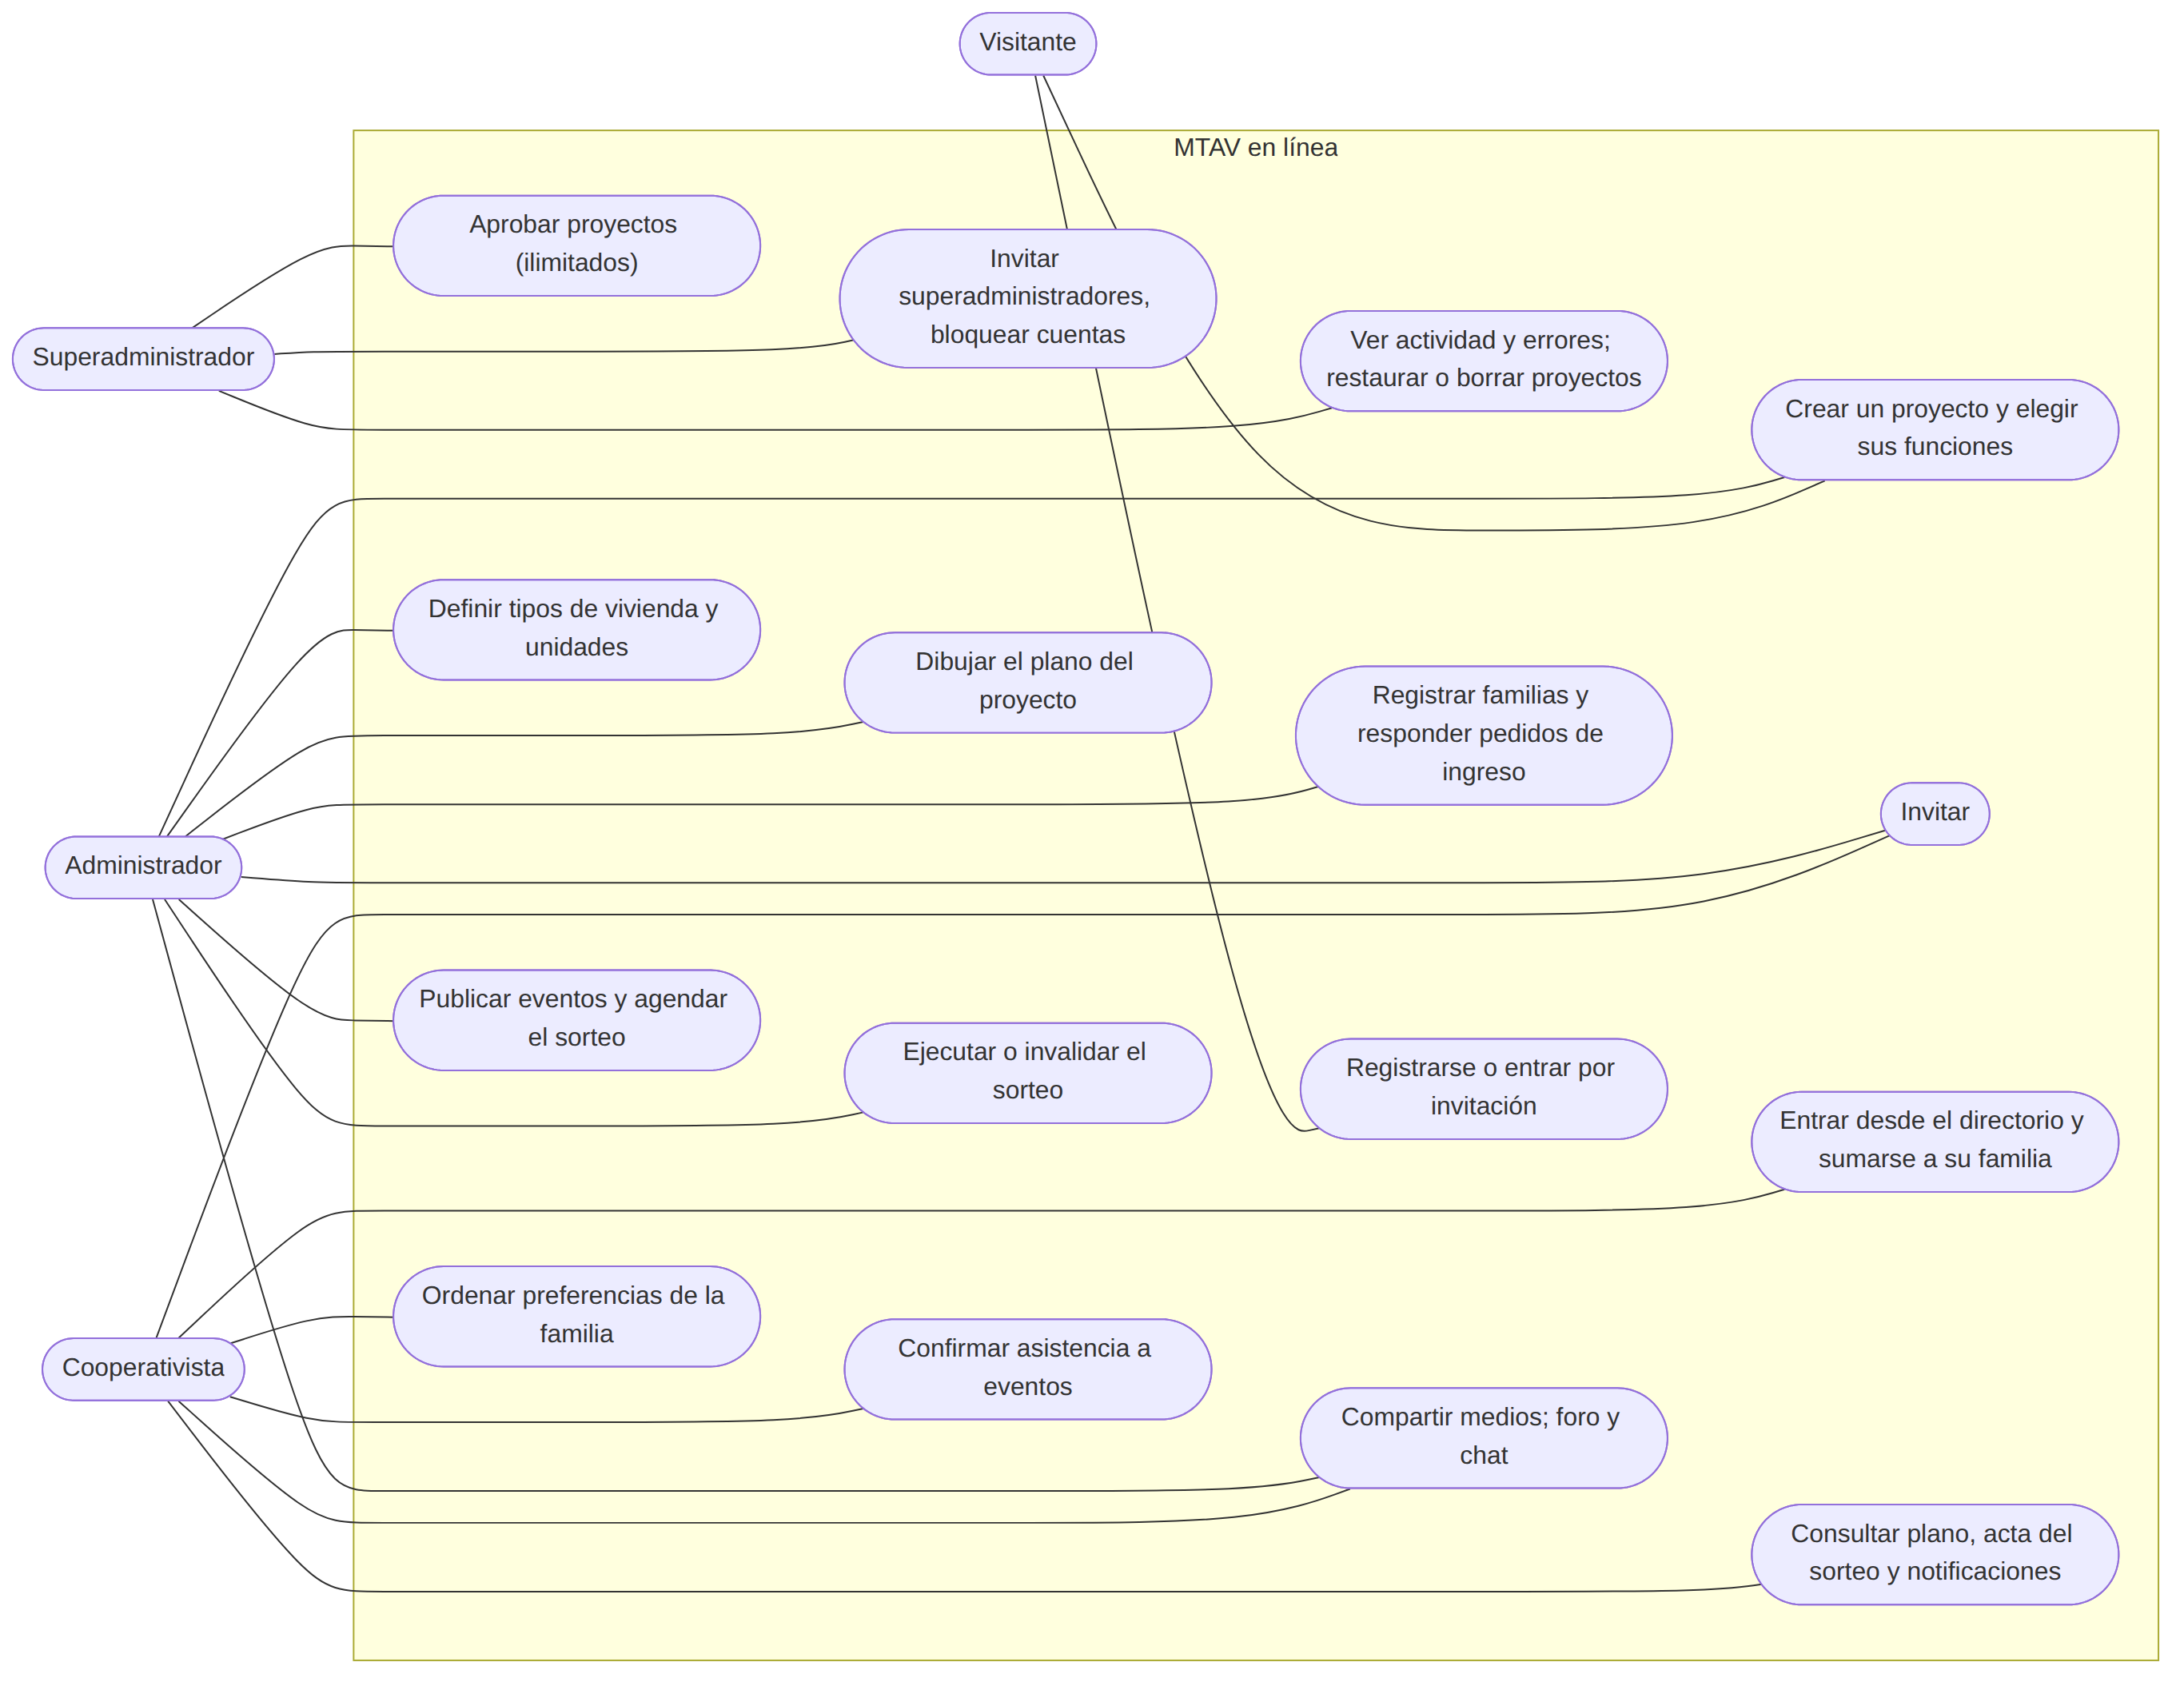 Visitante
MTAV en línea
Aprobar proyectos
(ilimitados)
Invitar
superadministradores,
bloquear cuentas
Superadministrador
Ver actividad y errores;
restaurar o borrar proyectos
Crear un proyecto y elegir
sus funciones
Definir tipos de vivienda y
unidades
Dibujar el plano del
proyecto
Registrar familias y
responder pedidos de
ingreso
Invitar
Administrador
Publicar eventos y agendar
el sorteo
Ejecutar o invalidar el
sorteo
Registrarse o entrar por
invitación
Entrar desde el directorio y
sumarse a su familia
Ordenar preferencias de la
familia
Cooperativista
Confirmar asistencia a
eventos
Compartir medios; foro y
chat
Consultar plano, acta del
sorteo y notificaciones